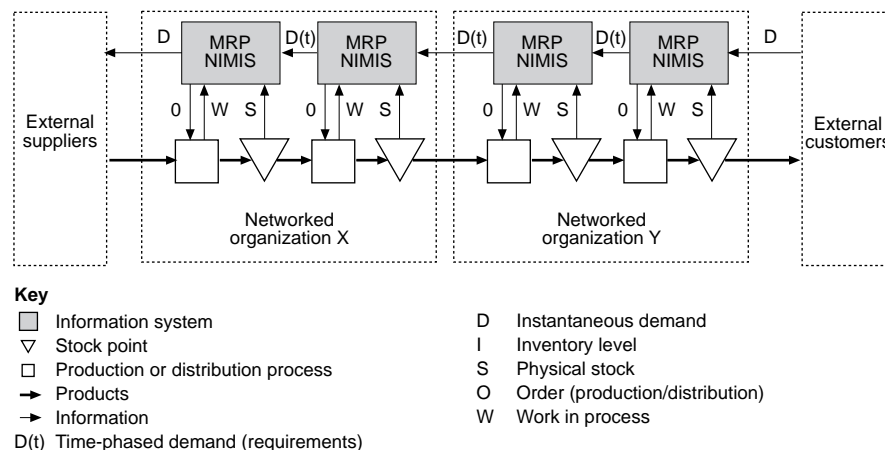 D
MRP
NIMIS
D(t)
MRP
NIMIS
D(t)
MRP
NIMIS
D(t)
MRP
NIMIS
D
0
W
S
0
W
S
0
W
S
0
W
S
External
suppliers
External
customers
Networked
organization X
Networked
organization Y
Key
Information system
Stock point
Production or distribution process
Products
Information
D(t) Time-phased demand (requirements)
D Instantaneous demand
I Inventory level
S Physical stock
O Order (production/distribution)
W Work in process